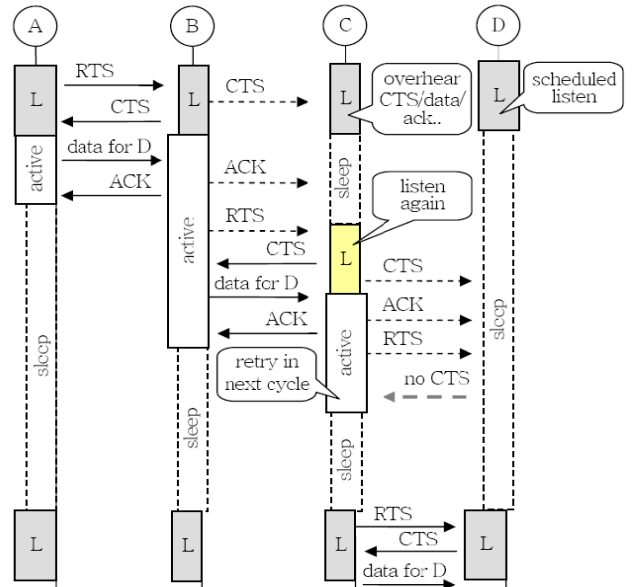 A B C D
RTS
CTS
L
L
CTS
L
overhear
CTS/data/
ack..
L
scheduled
listen
data for D
ACK
active
active
ACK
RTS
sleep
listen
again
CTS
data for D
ACK
L
CTS
ACK
RTS
active
retry in
next cycle
no CTS
sleep
sleep
sleep
sleep
L
L
L
L
RTS
CTS
data for D